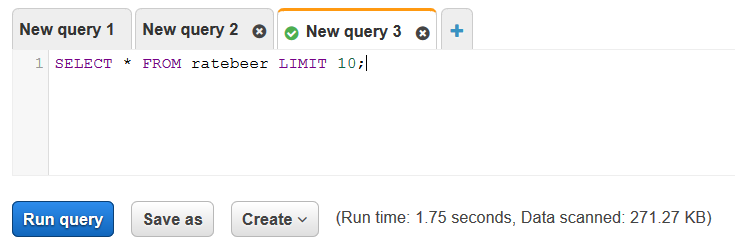 New query 1 New query 2 New query 3 +
1 SELECT * FROM ratebeer LIMIT 10;
Run query Save as Create (Run time: 1.75 seconds, Data scanned: 271.27 KB)